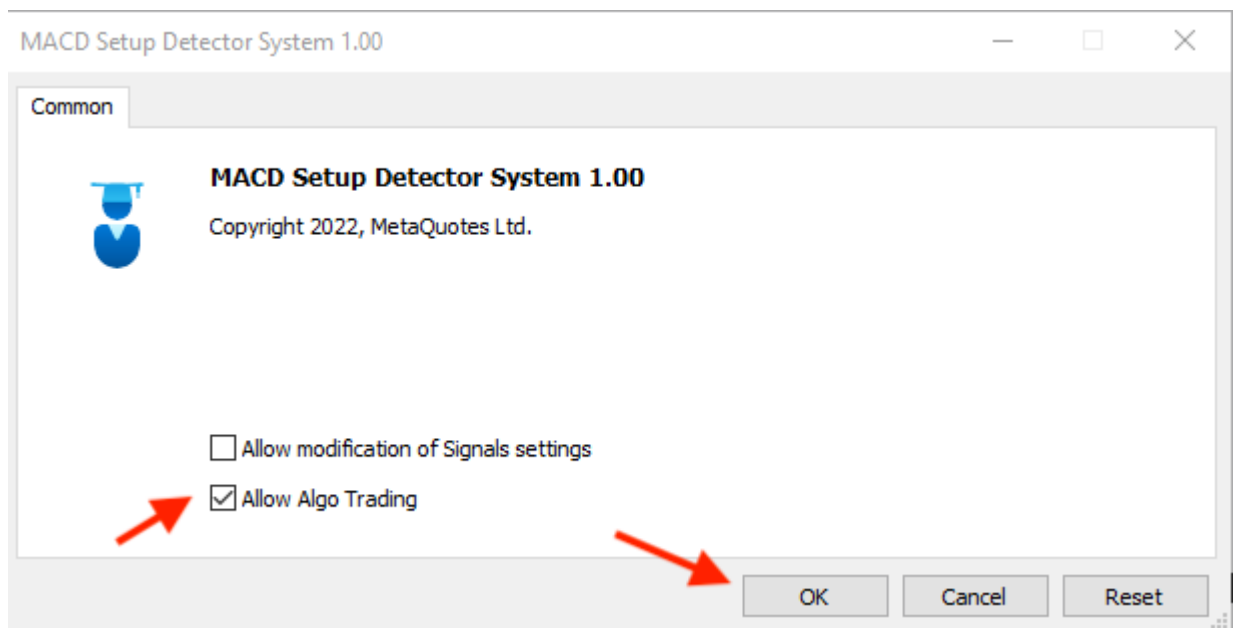 MACD Setup Detector System 1.00
Common
MACD Setup Detector System 1.00
Copyright 2022, MetaQuotes Ltd.
Allow modification of Signals settings
Allow Algo Trading
OK Cancel Reset